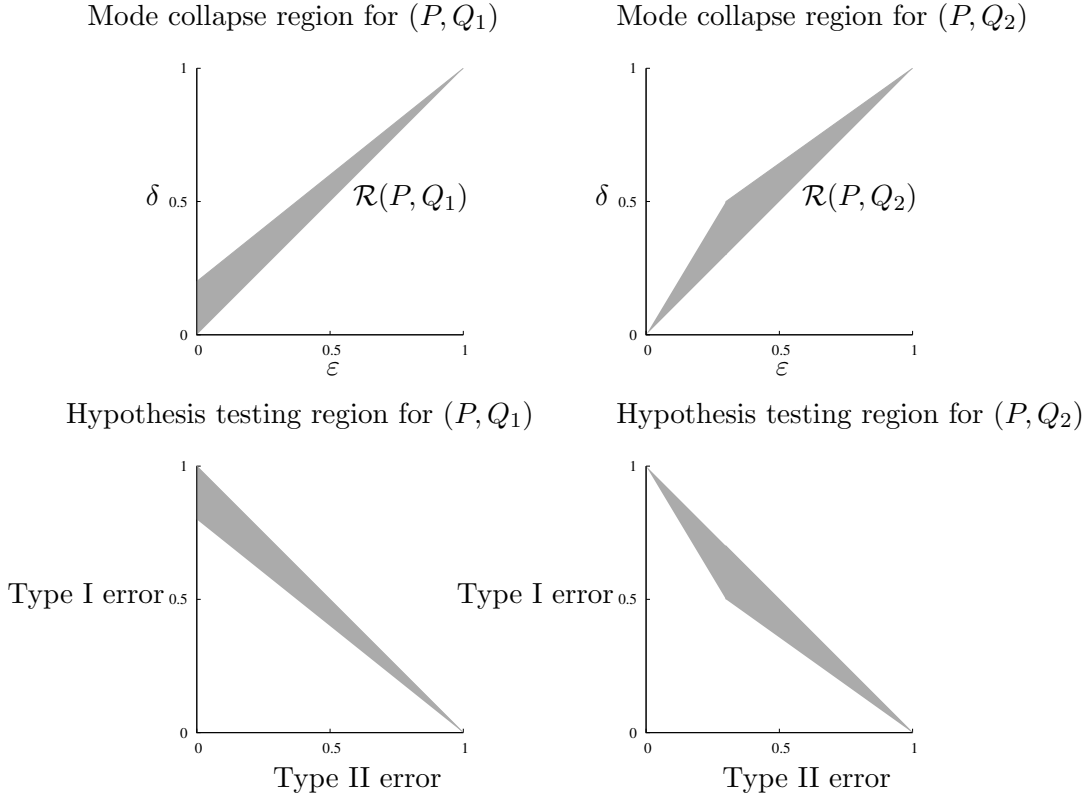 Mode collapse region for (P, Q₁)
1
δ
0.5
R(P, Q₁)
0
0
0.5
1
ε
Mode collapse region for (P, Q₂)
1
δ
0.5
R(P, Q₂)
0
0
0.5
1
ε
Hypothesis testing region for (P, Q₁)
1
Type I error
0.5
0
0
0.5
1
Type II error
Hypothesis testing region for (P, Q₂)
1
Type I error
0.5
0
0
0.5
1
Type II error